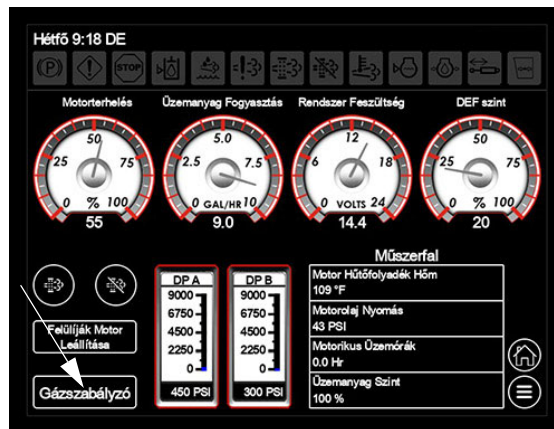 Hétfő 9:18 DE
(P)
STOP
Motorterhelés
Üzemanyag Fogyasztás
Rendszer Feszültség
DEF szint
50
25 75
0 % 100
55
5.0
2.5 7.5
0 GAL/HR 10
9.0
12
6 18
0 VOLTS 24
14.4
50
25 75
0 % 100
20
Felülíják Motor
Leállítása
Gázszabályzó
DP A
9000
6750
4500
2250
0
450 PSI
DP B
9000
6750
4500
2250
0
300 PSI
Műszerfal
Motor Hűtőfolyadék Hőm
109 °F
Motorolaj Nyomás
43 PSI
Motorikus Üzemórák
0.0 Hr
Üzemanyag Szint
100 %